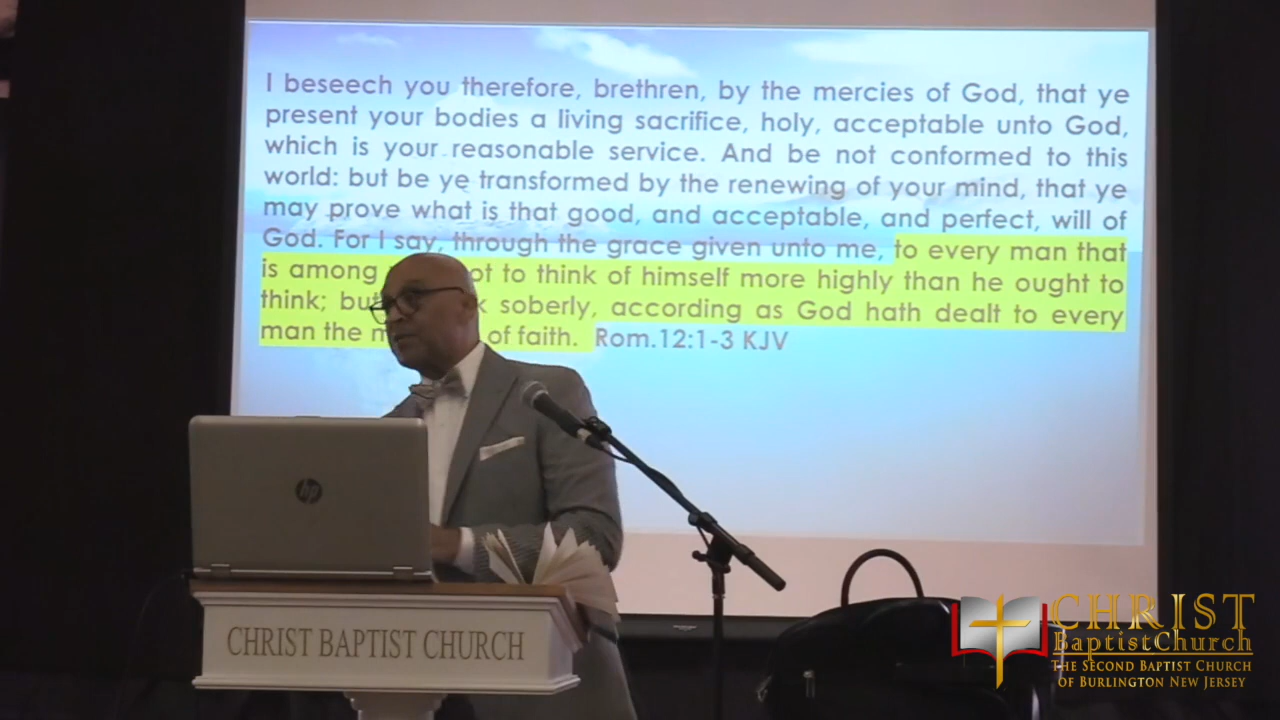 I beseech you therefore, brethren, by the mercies of God, that ye
present your bodies a living sacrifice, holy, acceptable unto God,
which is your reasonable service. And be not conformed to this
world: but be ye transformed by the renewing of your mind, that ye
may prove what is that good, and acceptable, and perfect, will of
God. For I say, through the grace given unto me, to every man that
is among to think of himself more highly than he ought to
think; soberly, according as God hath dealt to every
man the of faith. Rom.12:1-3 KJV
hp
CHRIST BAPTIST CHURCH
CHRIST
BaptistChurch
THE SECOND BAPTIST CHURCH
OF BURLINGTON NEW JERSEY